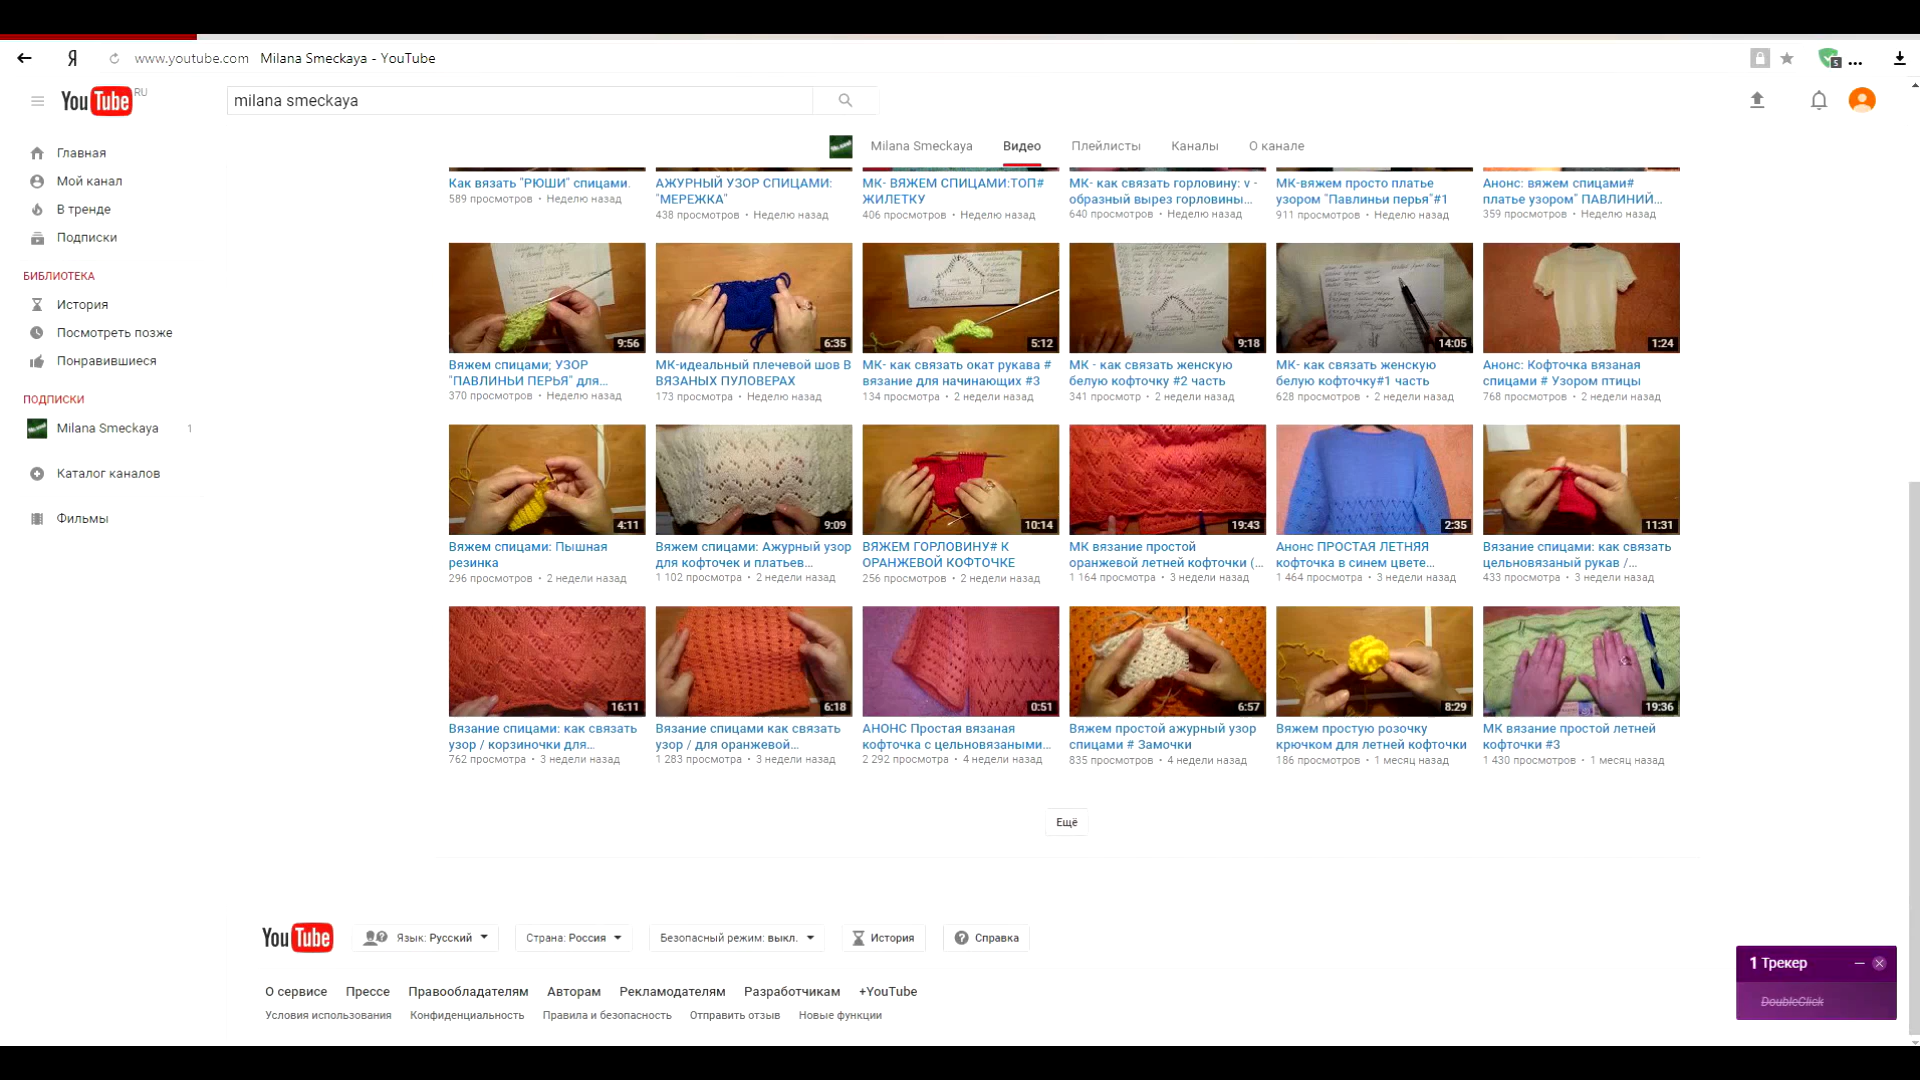 www.youtube.com Milana Smeckaya - YouTube
5
YouTube RU
milana smeckaya
Milana Smeckaya Видео Плейлисты Каналы О канале
Главная
Мой канал
В тренде
Подписки
БИБЛИОТЕКА
История
Посмотреть позже
Понравившиеся
ПОДПИСКИ
Milana Smeckaya 1
Каталог каналов
Фильмы
Как вязать "РЮШИ" спицами.
589 просмотров • Неделю назад
АЖУРНЫЙ УЗОР СПИЦАМИ:
"МЕРЕЖКА"
438 просмотров • Неделю назад
МК- ВЯЖЕМ СПИЦАМИ:ТОП#
ЖИЛЕТКУ
406 просмотров • Неделю назад
МК- как связать горловину: v -
образный вырез горловины...
640 просмотров • Неделю назад
МК-вяжем просто платье
узором "Павлиньи перья"#1
911 просмотров • Неделю назад
Анонс: вяжем спицами#
платье узором" ПАВЛИНИЙ...
359 просмотров • Неделю назад
9:56
Вяжем спицами; УЗОР
"ПАВЛИНЬИ ПЕРЬЯ" для...
370 просмотров • Неделю назад
6:35
МК-идеальный плечевой шов В
ВЯЗАНЫХ ПУЛОВЕРАХ
173 просмотра • Неделю назад
5:12
МК- как связать окат рукава #
вязание для начинающих #3
134 просмотра • 2 недели назад
9:18
МК - как связать женскую
белую кофточку #2 часть
341 просмотр • 2 недели назад
14:05
МК- как связать женскую
белую кофточку#1 часть
628 просмотров • 2 недели назад
1:24
Анонс: Кофточка вязаная
спицами # Узором птицы
768 просмотров • 2 недели назад
4:11
Вяжем спицами: Пышная
резинка
296 просмотров • 2 недели назад
9:09
Вяжем спицами: Ажурный узор
для кофточек и платьев...
1 102 просмотра • 2 недели назад
10:14
ВЯЖЕМ ГОРЛОВИНУ# К
ОРАНЖЕВОЙ КОФТОЧКЕ
256 просмотров • 2 недели назад
19:43
МК вязание простой
оранжевой летней кофточки (...
1 164 просмотра • 3 недели назад
2:35
Анонс ПРОСТАЯ ЛЕТНЯЯ
кофточка в синем цвете...
1 464 просмотра • 3 недели назад
11:31
Вязание спицами: как связать
цельновязаный рукав /...
433 просмотра • 3 недели назад
16:11
Вязание спицами: как связать
узор / корзиночки для...
762 просмотра • 3 недели назад
6:18
Вязание спицами как связать
узор / для оранжевой...
1 283 просмотра • 3 недели назад
0:51
АНОНС Простая вязаная
кофточка с цельновязаными...
2 292 просмотра • 4 недели назад
6:57
Вяжем простой ажурный узор
спицами # Замочки
835 просмотров • 4 недели назад
8:29
Вяжем простую розочку
крючком для летней кофточки
186 просмотров • 1 месяц назад
19:36
МК вязание простой летней
кофточки #3
1 430 просмотров • 1 месяц назад
Ещё
YouTube Язык: Русский Страна: Россия Безопасный режим: выкл. История Справка
О сервисе Прессе Правообладателям Авторам Рекламодателям Разработчикам +YouTube
Условия использования Конфиденциальность Правила и безопасность Отправить отзыв Новые функции
1 Трекер
DoubleClick